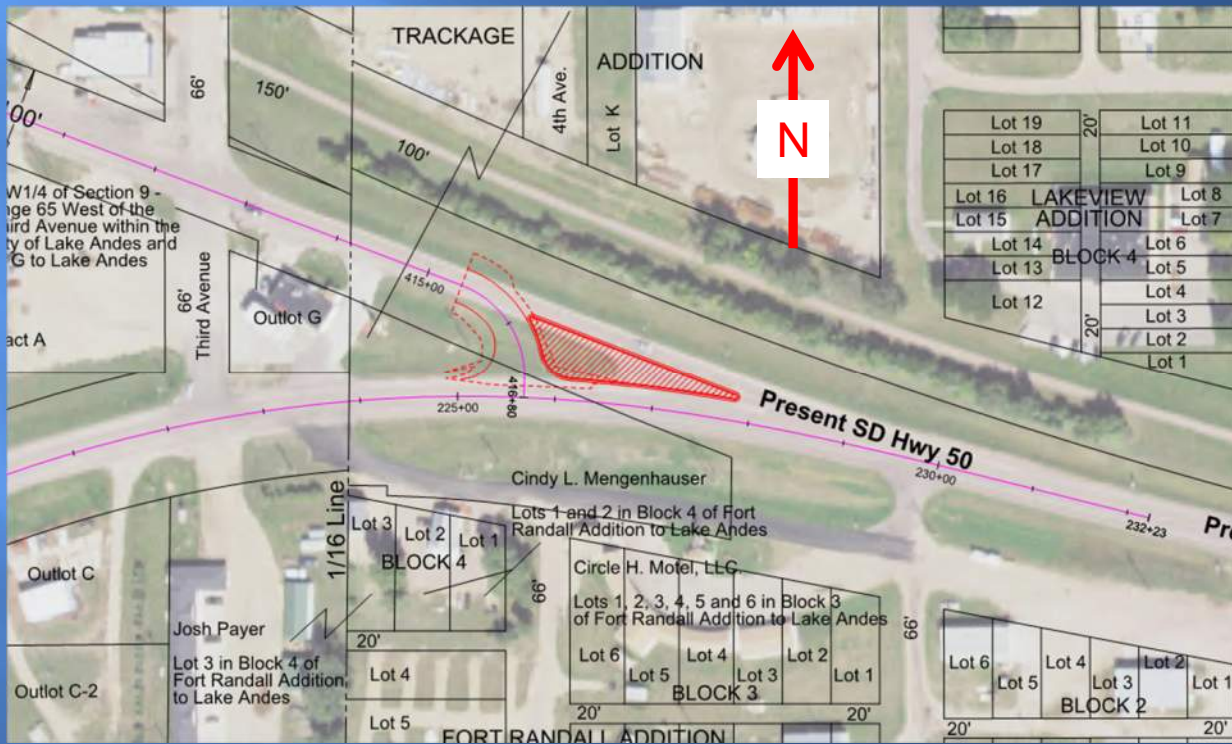 TRACKAGE
ADDITION
N
66'
150'
100'
4th Ave.
Lot K
100'
W1/4 of Section 9 -
nge 65 West of the
ird Avenue within the
ty of Lake Andes and
G to Lake Andes
66'
Third Avenue
Outlot G
act A
415+00
416+80
225+00
Present SD Hwy 50
230+00
232+23
Pre
Lot 19
Lot 18
Lot 17
Lot 16
Lot 15
Lot 14
Lot 13
Lot 12
20'
20'
LAKEVIEW
ADDITION
BLOCK 4
Lot 11
Lot 10
Lot 9
Lot 8
Lot 7
Lot 6
Lot 5
Lot 4
Lot 3
Lot 2
Lot 1
1/16 Line
Cindy L. Mengenhauser
Lots 1 and 2 in Block 4 of Fort
Randall Addition to Lake Andes
Lot 3
Lot 2
Lot 1
BLOCK 4
66'
Circle H. Motel, LLC.
Lots 1, 2, 3, 4, 5 and 6 in Block 3
of Fort Randall Addition to Lake Andes
Lot 6
Lot 5
Lot 4
Lot 3
Lot 2
Lot 1
BLOCK 3
66'
Outlot C
Josh Payer
Lot 3 in Block 4 of
Fort Randall Addition
to Lake Andes
Outlot C-2
20'
Lot 4
Lot 5
20'
20'
FORT RANDALL ADDITION
Lot 6
Lot 5
Lot 4
Lot 3
Lot 2
Lot 1
BLOCK 2
20'
20'